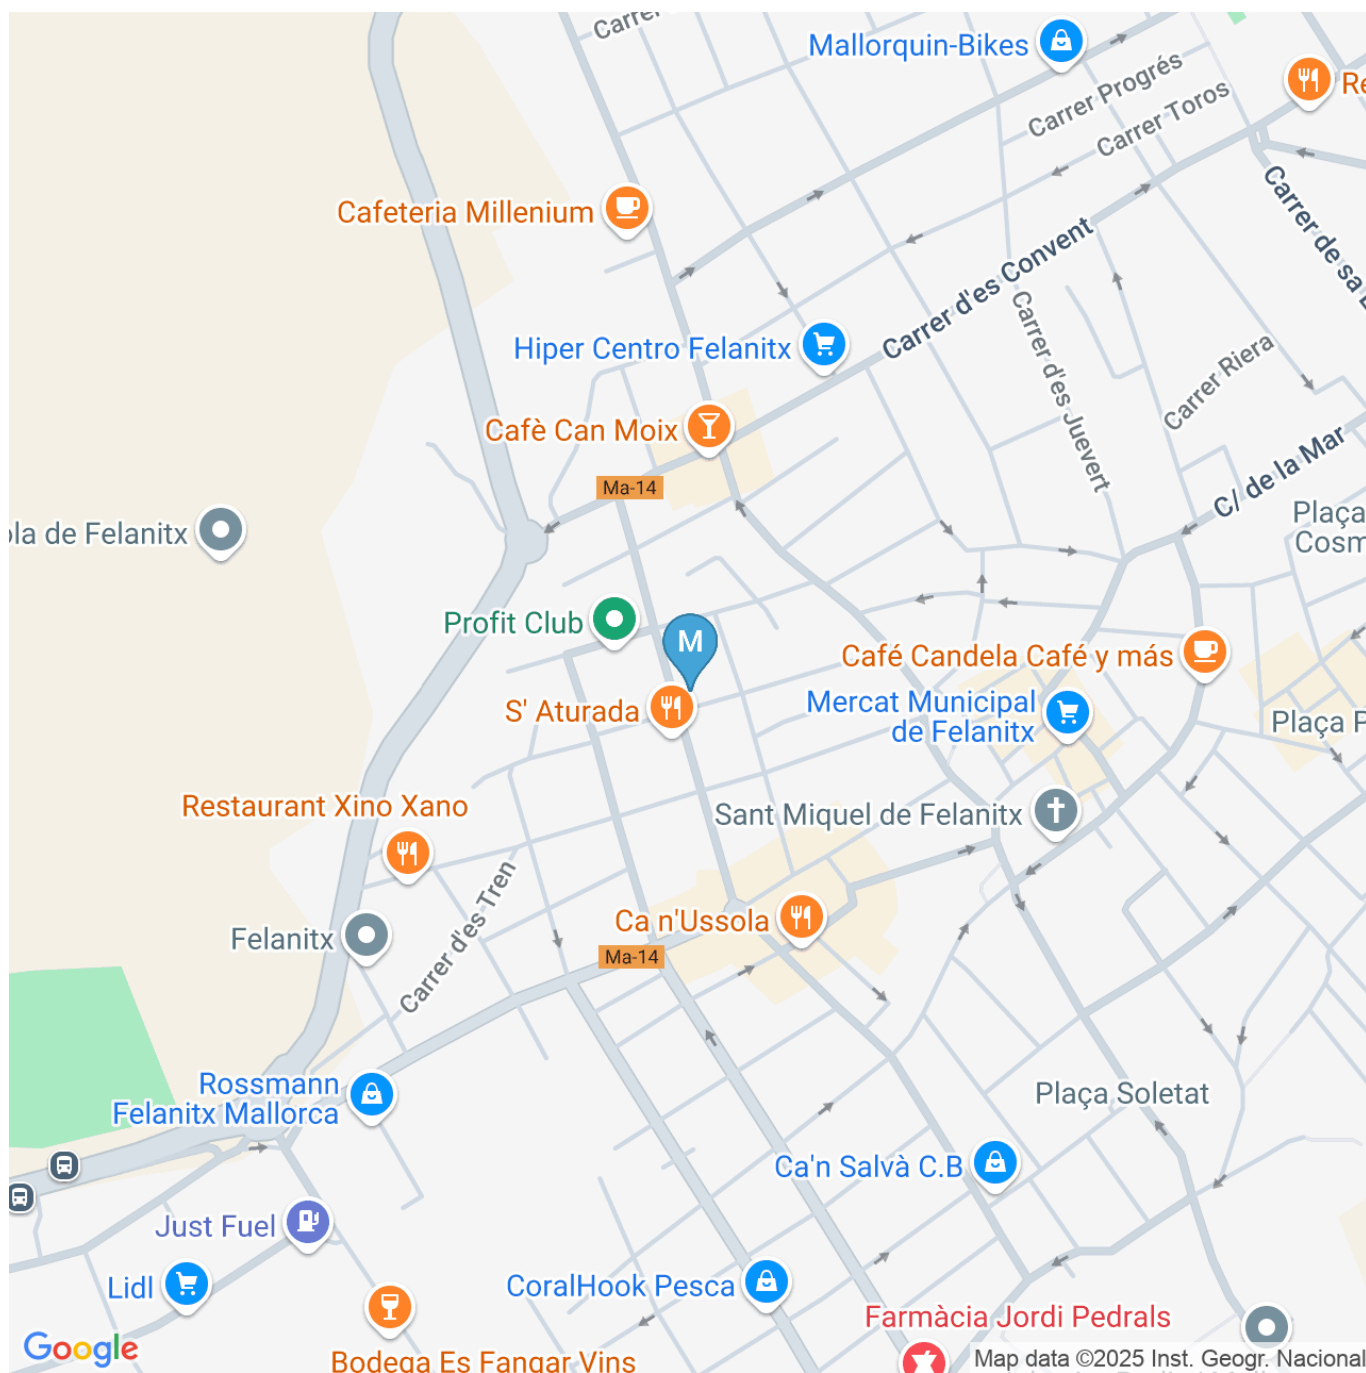 Carrer
Mallorquin-Bikes
Carrer Progrés
Carrer Toros
Carrer de sa
Cafeteria Millenium
Carrer d'es Convent
Hiper Centro Felanitx
Carrer d'es Juevert
Carrer Riera
Cafè Can Moix
C/ de la Mar
Ma-14
Plaça
Cosm
ola de Felanitx
Profit Club
M
Café Candela Café y más
S' Aturada
Mercat Municipal
de Felanitx
Plaça P
Restaurant Xino Xano
Sant Miquel de Felanitx
Carrer d'es Tren
Ca n'Ussola
Felanitx
Ma-14
Rossmann
Felanitx Mallorca
Plaça Soletat
Ca'n Salvà C.B
Just Fuel
Lidl
CoralHook Pesca
Farmàcia Jordi Pedrals
Google
Bodega Es Fangar Vins
Map data ©2025 Inst. Geogr. Nacional